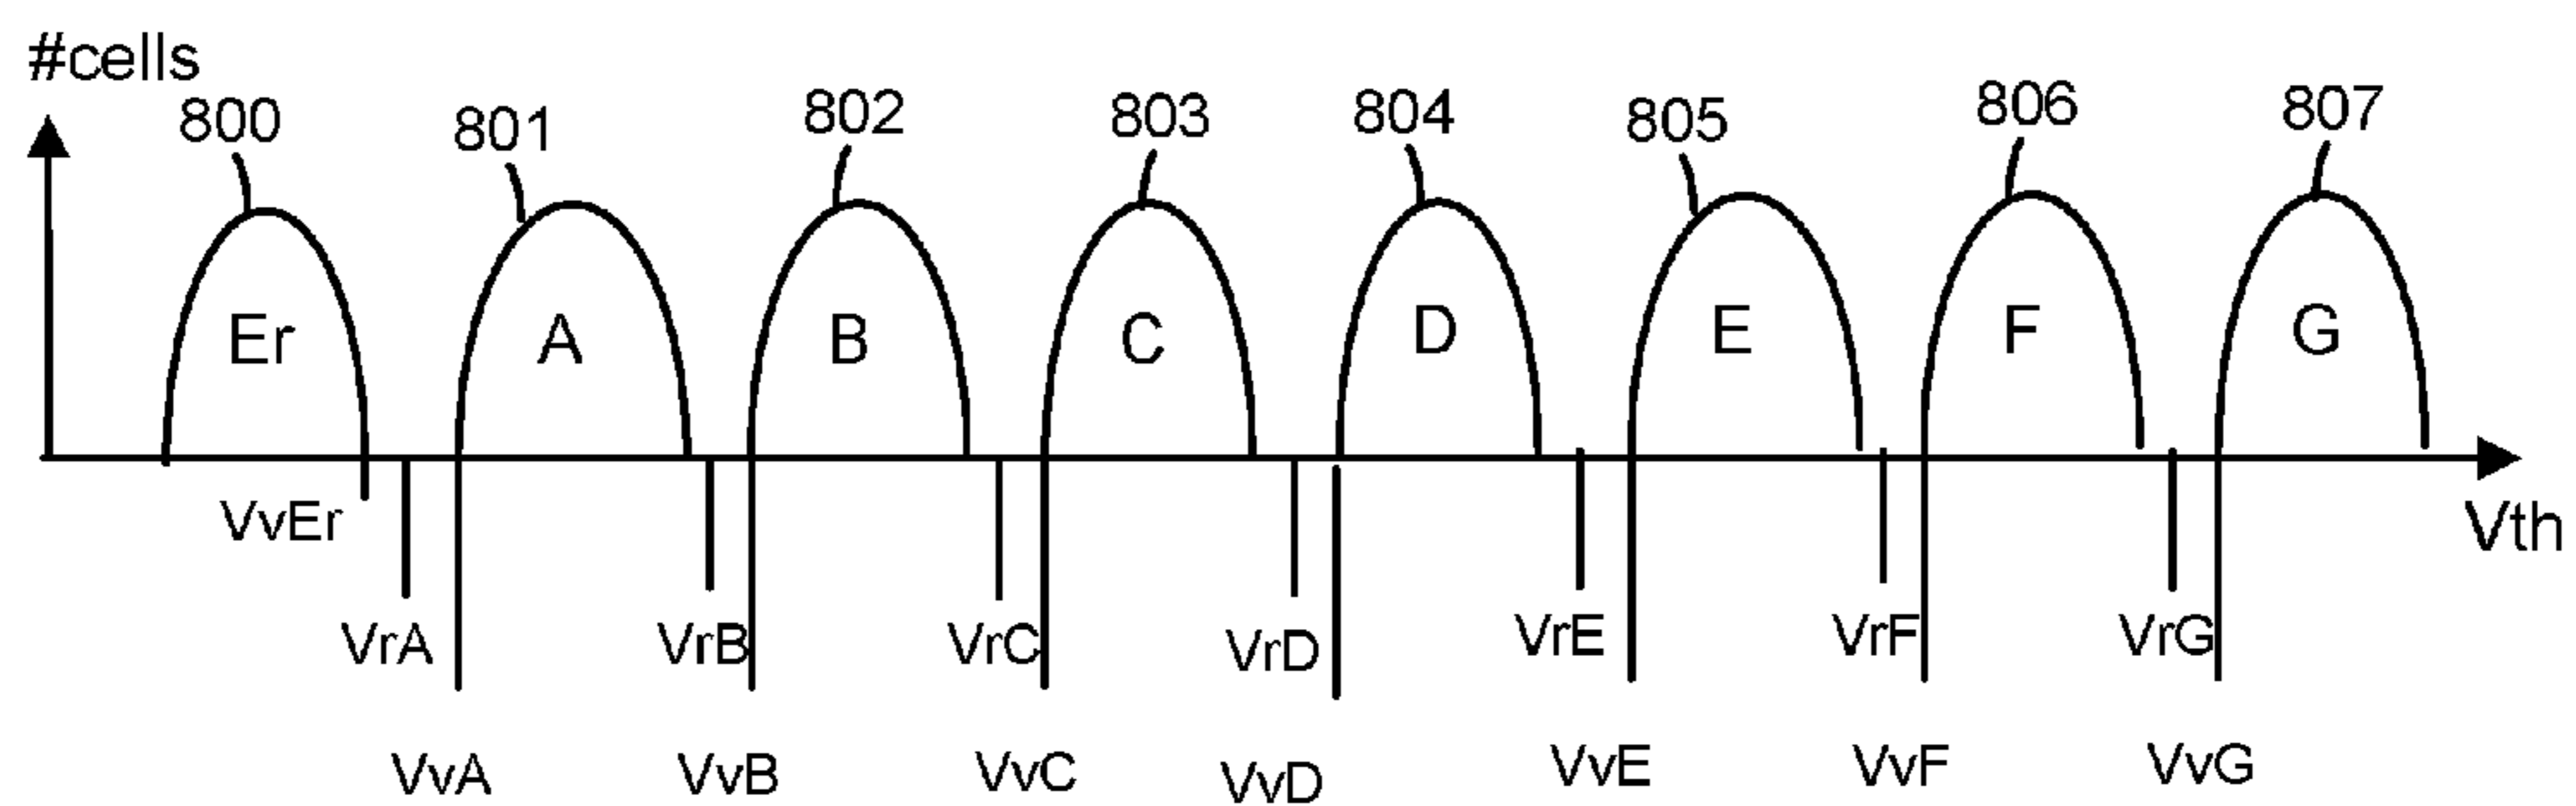 #cells
800 801 802 803 804 805 806 807
Er A B C D E F G
VvEr Vth
VrA VrB VrC VrD VrE VrF VrG
VvA VvB VvC VvD VvE VvF VvG